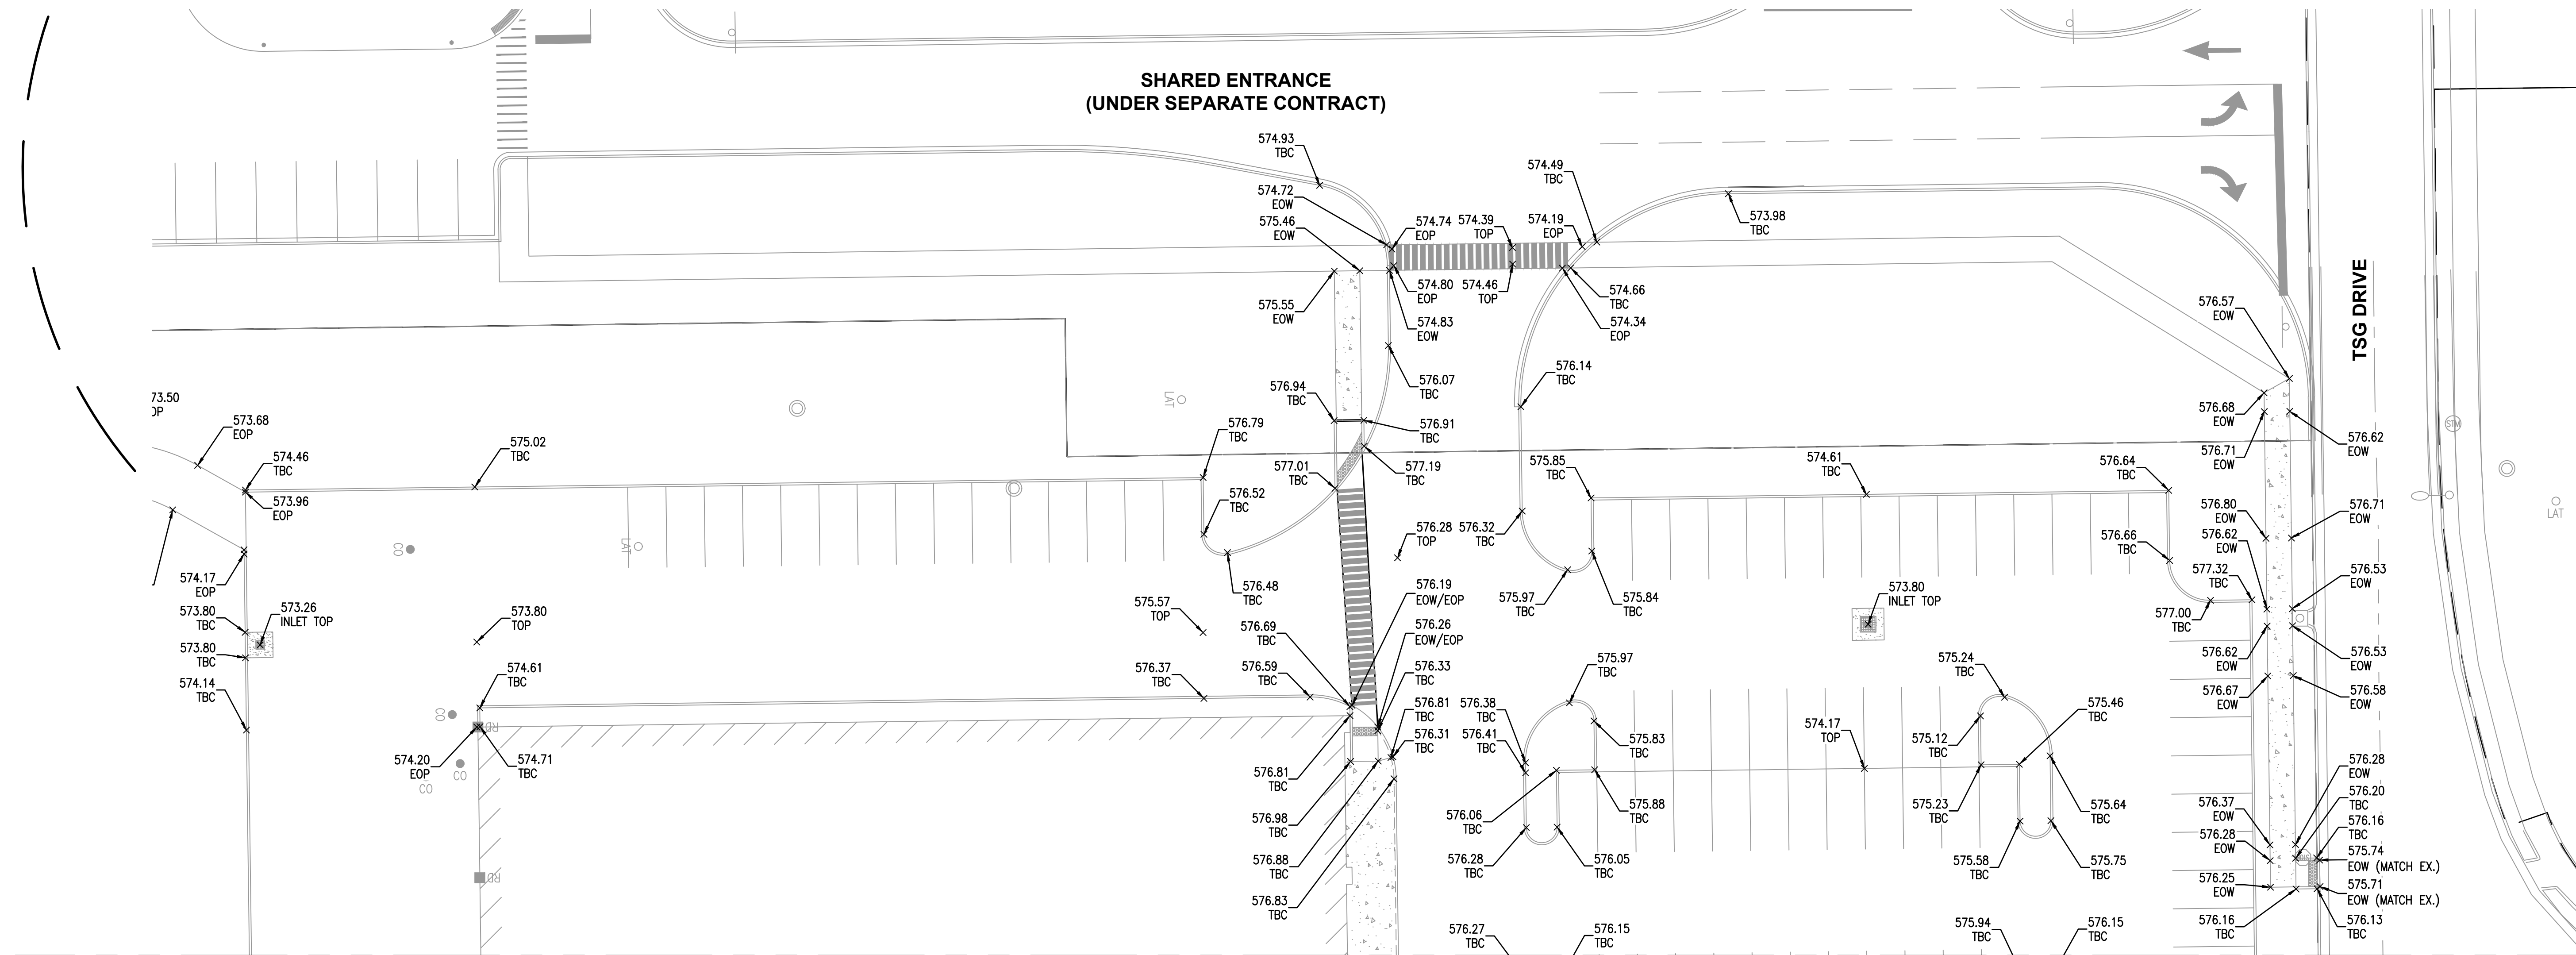 SHARED ENTRANCE
(UNDER SEPARATE CONTRACT)
574.93
TBC
574.72
EOW
575.46
EOW
574.74
EOP
574.39
TOP
574.19
EOP
574.49
TBC
573.98
TBC
575.55
EOW
574.80
EOP
574.46
TOP
574.66
TBC
574.83
EOW
574.34
EOP
576.57
EOW
TSG DRIVE
576.07
TBC
576.14
TBC
576.94
TBC
576.91
TBC
LAT
73.50
OP
573.68
EOP
574.46
TBC
573.96
EOP
575.02
TBC
576.79
TBC
577.01
TBC
577.19
TBC
576.52
TBC
575.85
TBC
574.61
TBC
576.64
TBC
576.68
EOW
576.62
EOW
576.71
EOW
STM
LAT
576.80
EOW
576.71
EOW
576.28
TOP
576.32
TBC
576.62
EOW
576.66
TBC
577.32
TBC
576.53
EOW
CO
LAT
574.17
EOP
573.80
TBC
573.26
INLET TOP
573.80
TOP
575.57
TOP
576.48
TBC
576.19
EOW/EOP
575.97
TBC
575.84
TBC
573.80
INLET TOP
577.00
TBC
573.80
TBC
576.69
TBC
576.26
EOW/EOP
576.62
EOW
576.53
EOW
574.14
TBC
574.61
TBC
576.37
TBC
576.59
TBC
576.33
TBC
575.97
TBC
575.24
TBC
576.67
EOW
576.58
EOW
CO
RD
576.81
TBC
576.38
TBC
575.46
TBC
576.31
TBC
576.41
TBC
575.83
TBC
574.17
TOP
575.12
TBC
574.20
EOP
574.71
TBC
CO
CO
576.81
TBC
576.98
TBC
576.06
TBC
575.88
TBC
575.23
TBC
575.64
TBC
576.28
EOW
576.20
TBC
576.37
EOW
576.16
TBC
576.28
EOW
575.74
EOW (MATCH EX.)
RD
576.88
TBC
576.28
TBC
576.05
TBC
575.58
TBC
575.75
TBC
576.25
EOW
575.71
EOW (MATCH EX.)
576.83
TBC
576.16
TBC
576.13
TBC
576.27
TBC
576.15
TBC
575.94
TBC
576.15
TBC